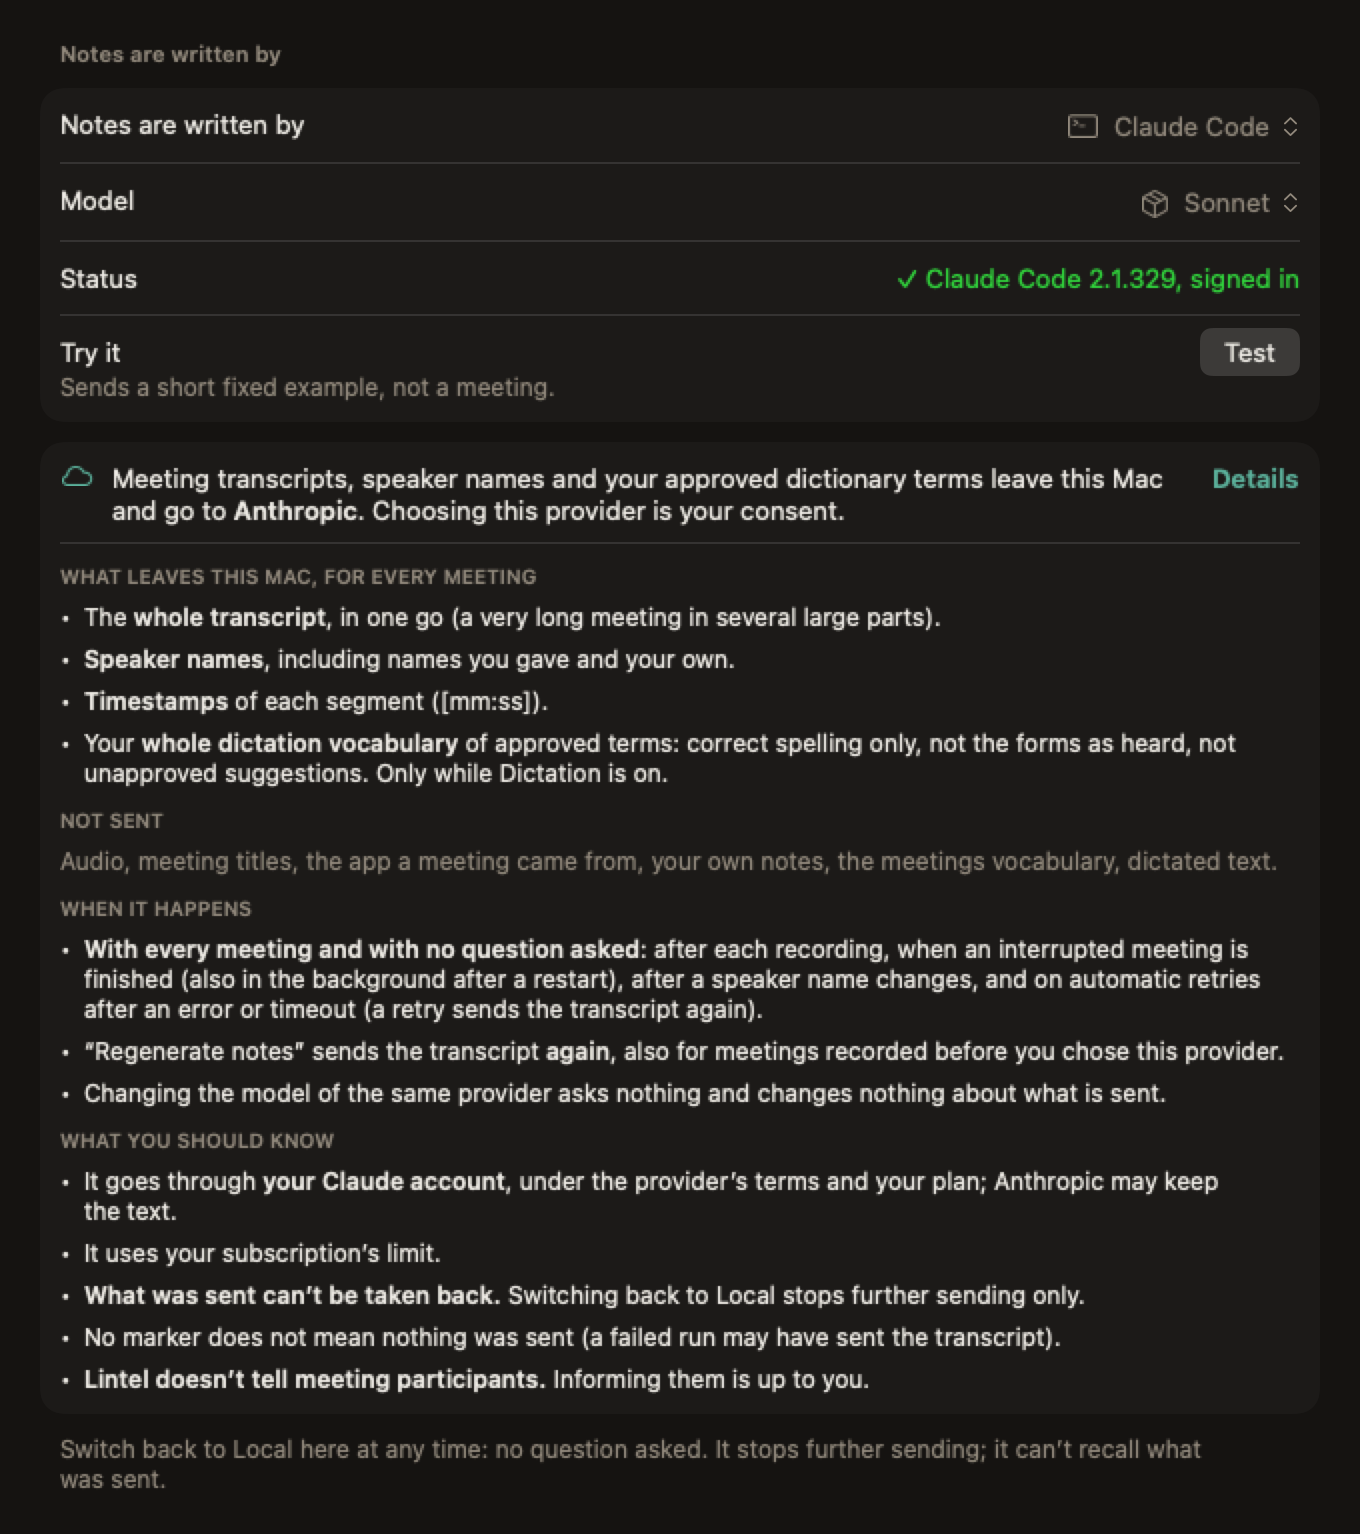 Notes are written by
Notes are written by Claude Code
Model Sonnet
Status ✓ Claude Code 2.1.329, signed in
Try it Test
Sends a short fixed example, not a meeting.
Meeting transcripts, speaker names and your approved dictionary terms leave this Mac Details
and go to Anthropic. Choosing this provider is your consent.
WHAT LEAVES THIS MAC, FOR EVERY MEETING
• The whole transcript, in one go (a very long meeting in several large parts).
• Speaker names, including names you gave and your own.
• Timestamps of each segment ([mm:ss]).
• Your whole dictation vocabulary of approved terms: correct spelling only, not the forms as heard, not
unapproved suggestions. Only while Dictation is on.
NOT SENT
Audio, meeting titles, the app a meeting came from, your own notes, the meetings vocabulary, dictated text.
WHEN IT HAPPENS
• With every meeting and with no question asked: after each recording, when an interrupted meeting is
finished (also in the background after a restart), after a speaker name changes, and on automatic retries
after an error or timeout (a retry sends the transcript again).
• “Regenerate notes” sends the transcript again, also for meetings recorded before you chose this provider.
• Changing the model of the same provider asks nothing and changes nothing about what is sent.
WHAT YOU SHOULD KNOW
• It goes through your Claude account, under the provider’s terms and your plan; Anthropic may keep
the text.
• It uses your subscription’s limit.
• What was sent can’t be taken back. Switching back to Local stops further sending only.
• No marker does not mean nothing was sent (a failed run may have sent the transcript).
• Lintel doesn’t tell meeting participants. Informing them is up to you.
Switch back to Local here at any time: no question asked. It stops further sending; it can’t recall what
was sent.